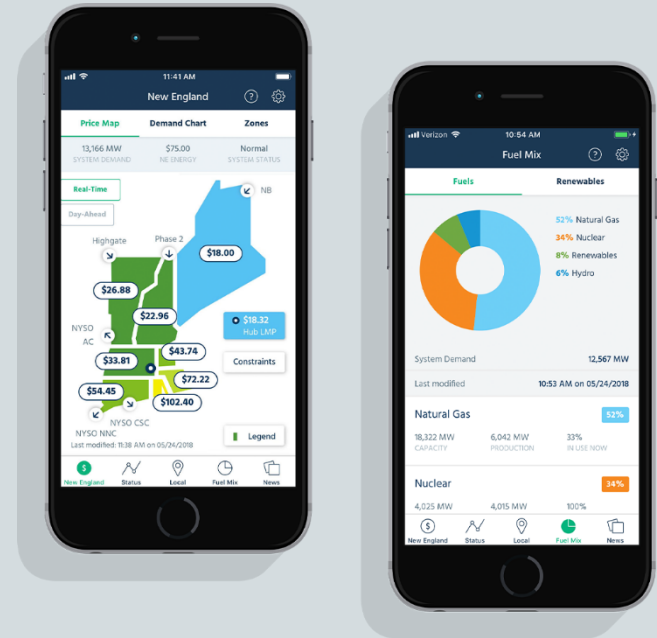 11:41 AM
New England
?
Price Map Demand Chart Zones
13,166 MW $75.00 Normal
SYSTEM DEMAND NE ENERGY SYSTEM STATUS
Real-Time
Day-Ahead
NB
Highgate Phase 2
$18.00
$26.88
$22.96
$18.32
Hub LMP
NYSO
AC
$43.74
$33.81
Constraints
$72.22
$54.45
$102.40
NYSO CSC
NYSO NNC
Legend
Last modified: 11:38 AM on 05/24/2018
$
New England Status Local Fuel Mix News
Verizon 10:54 AM
Fuel Mix
?
Fuels Renewables
52% Natural Gas
34% Nuclear
8% Renewables
6% Hydro
System Demand 12,567 MW
Last modified 10:53 AM on 05/24/2018
Natural Gas 52%
18,322 MW 6,042 MW 33%
CAPACITY PRODUCTION IN USE NOW
Nuclear 34%
4,025 MW 4,015 MW 100%
$
New England Status Local Fuel Mix News